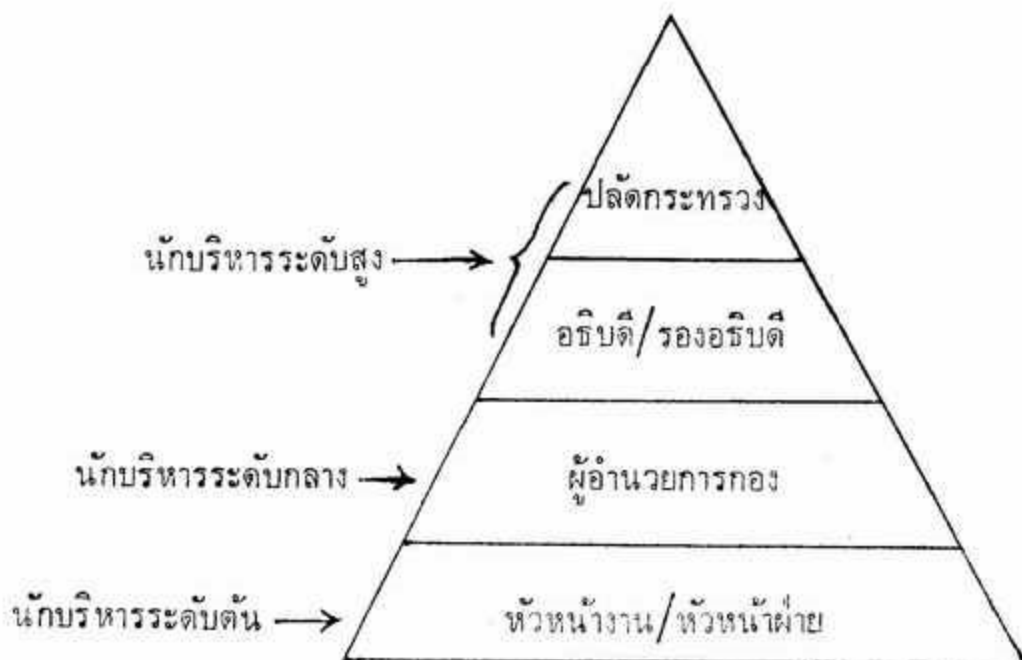 ปลัดกระทรวง
นักบริหารระดับสูง
อธิบดี/รองอธิบดี
นักบริหารระดับกลาง
ผู้อำนวยการกอง
นักบริหารระดับต้น
หัวหน้างาน/หัวหน้าฝ่าย